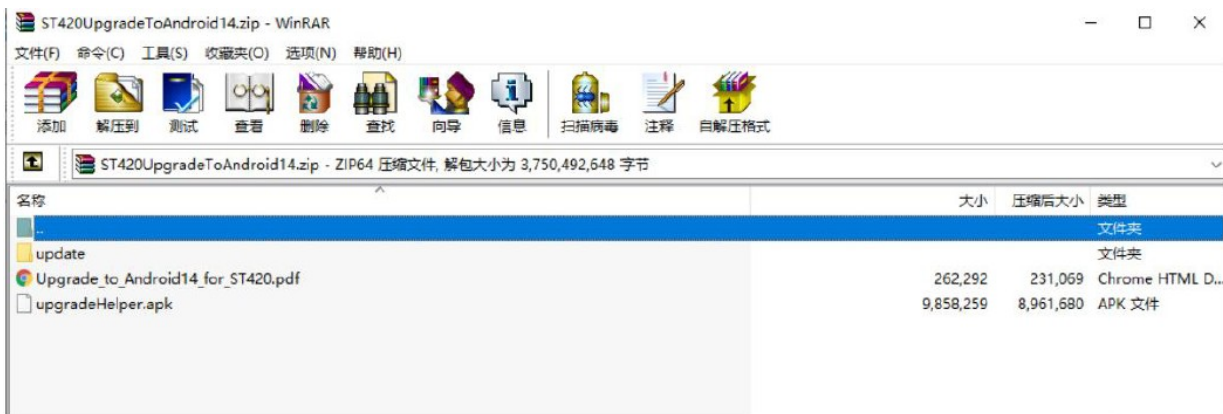 ST420UpgradeToAndroid14.zip - WinRAR
文件(F) 命令(C) 工具(S) 收藏夹(O) 选项(N) 帮助(H)
添加 解压到 测试 查看 删除 查找 向导 信息 扫描病毒 注释 自解压格式
ST420UpgradeToAndroid14.zip - ZIP64 压缩文件, 解包大小为 3,750,492,648 字节
名称 大小 压缩后大小 类型
.. 文件夹
update 文件夹
Upgrade_to_Android14_for_ST420.pdf 262,292 231,069 Chrome HTML D...
upgradeHelper.apk 9,858,259 8,961,680 APK 文件